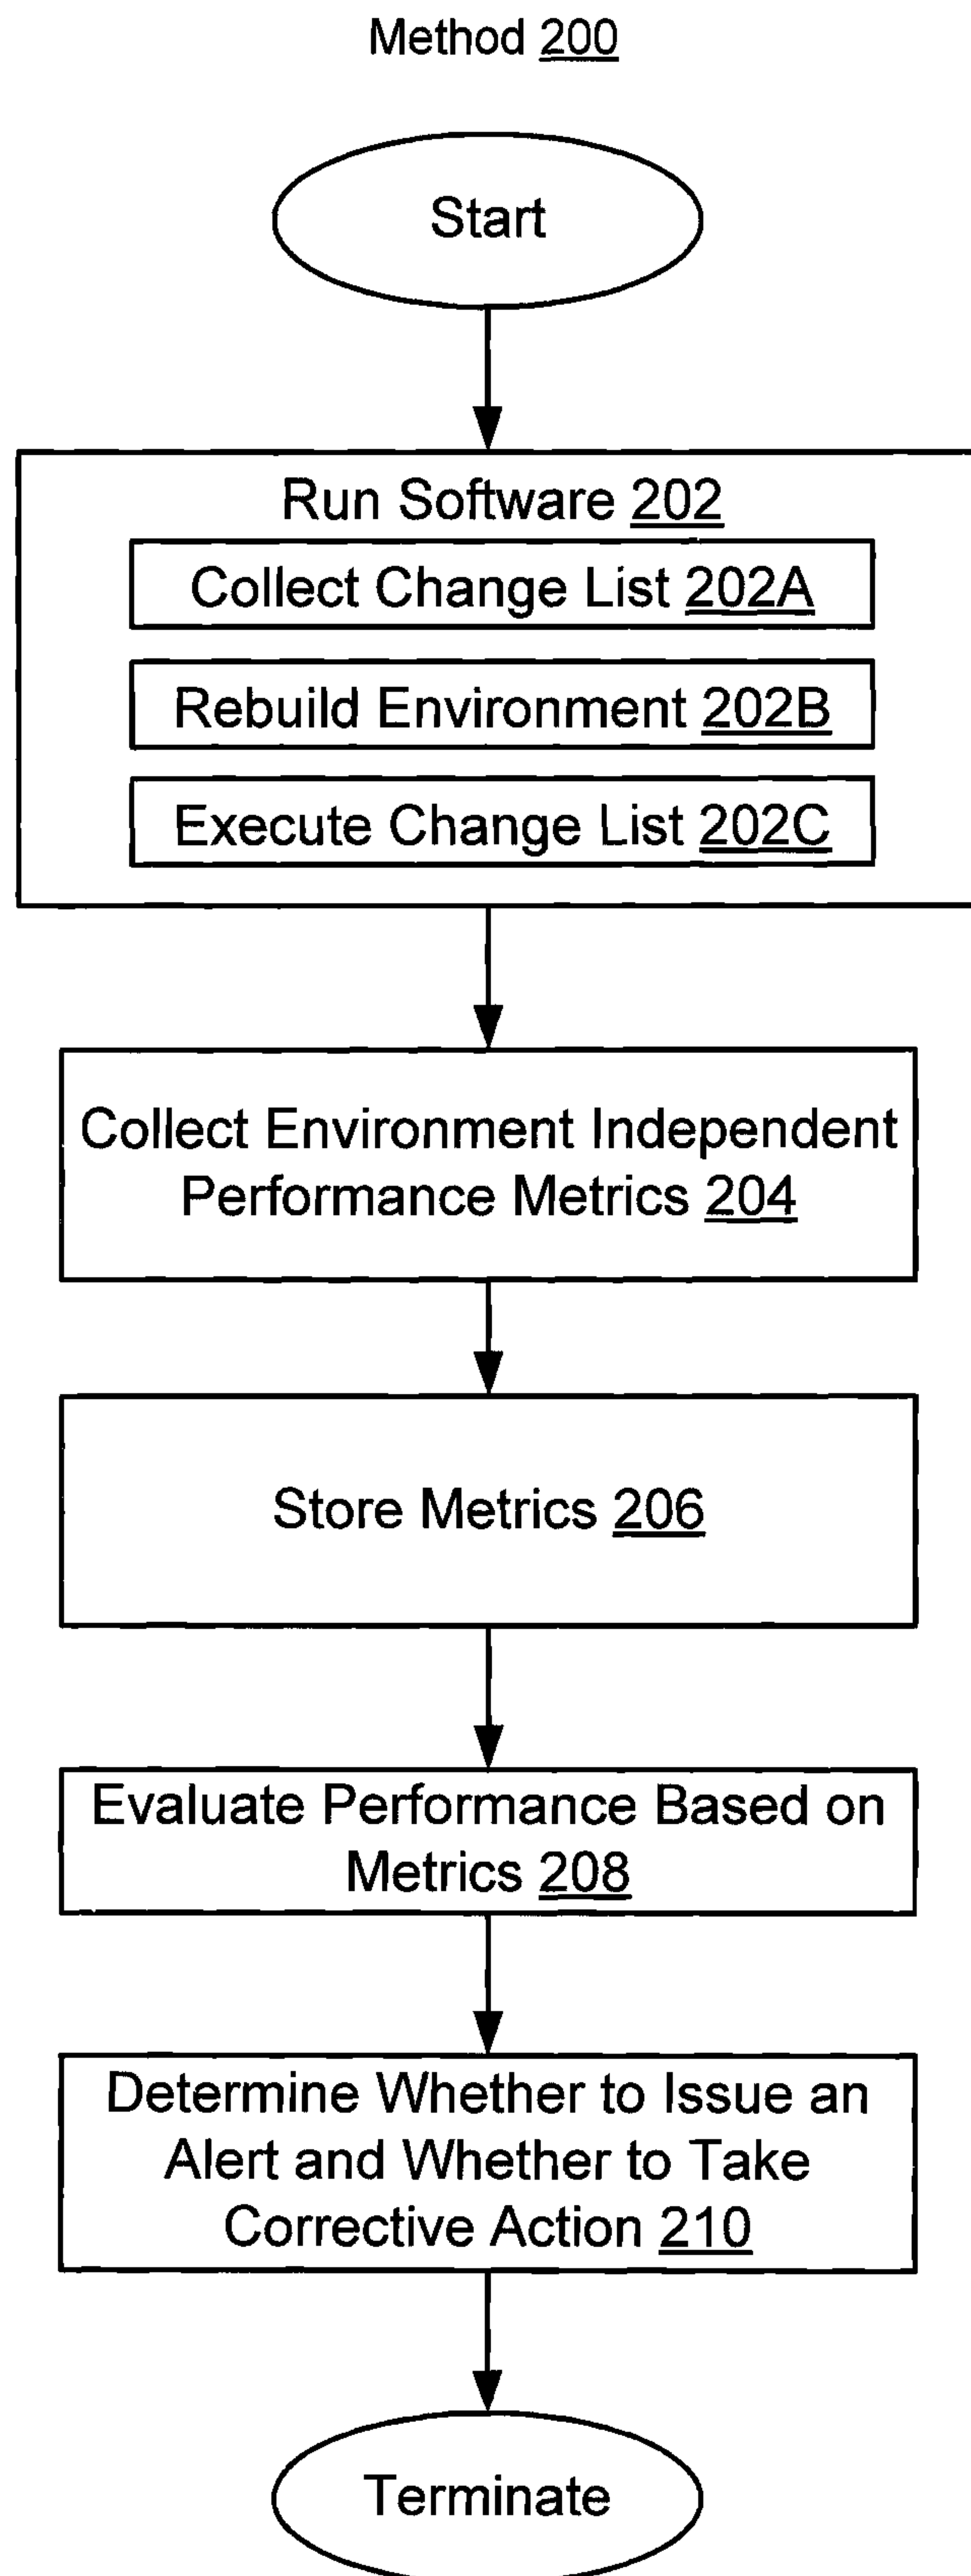 Method 200
Start
Run Software 202
Collect Change List 202A
Rebuild Environment 202B
Execute Change List 202C
Collect Environment Independent
Performance Metrics 204
Store Metrics 206
Evaluate Performance Based on
Metrics 208
Determine Whether to Issue an
Alert and Whether to Take
Corrective Action 210
Terminate